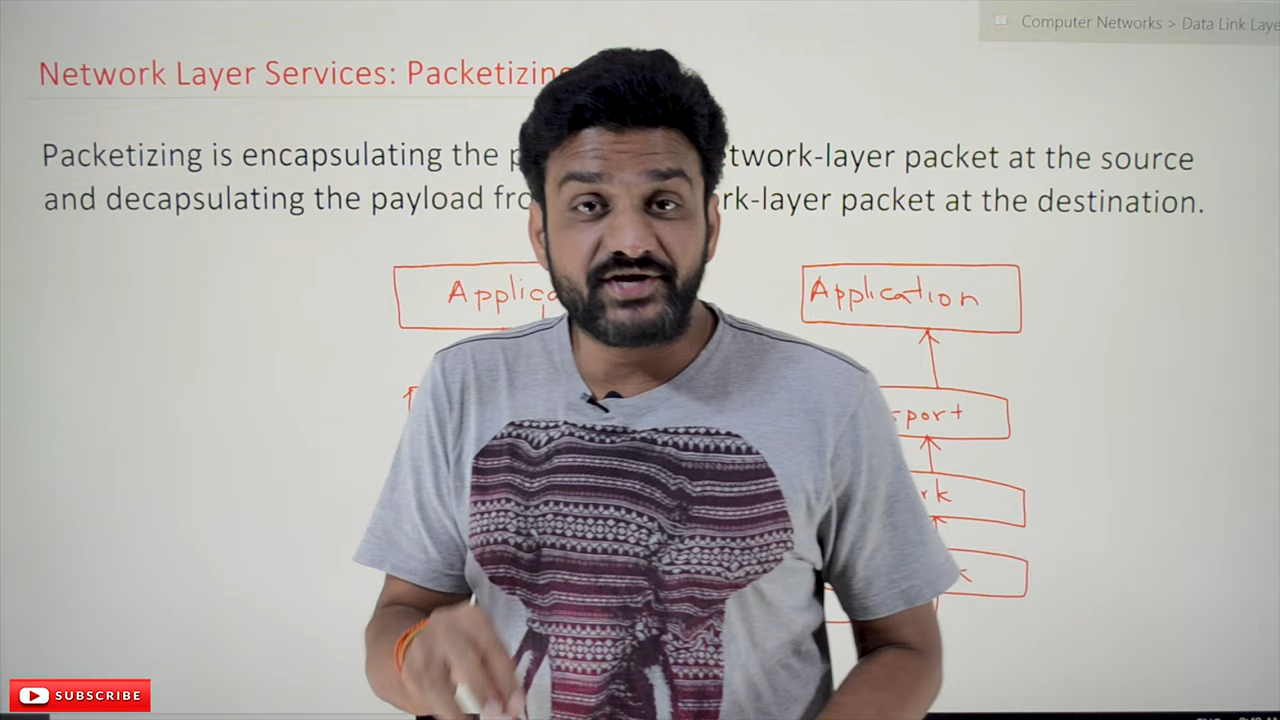 Computer Networks > Data Link Laye
Network Layer Services: Packetizing
Packetizing is encapsulating the p twork-layer packet at the source
and decapsulating the payload fro rk-layer packet at the destination.
Applica Application
sport
rk
k
SUBSCRIBE